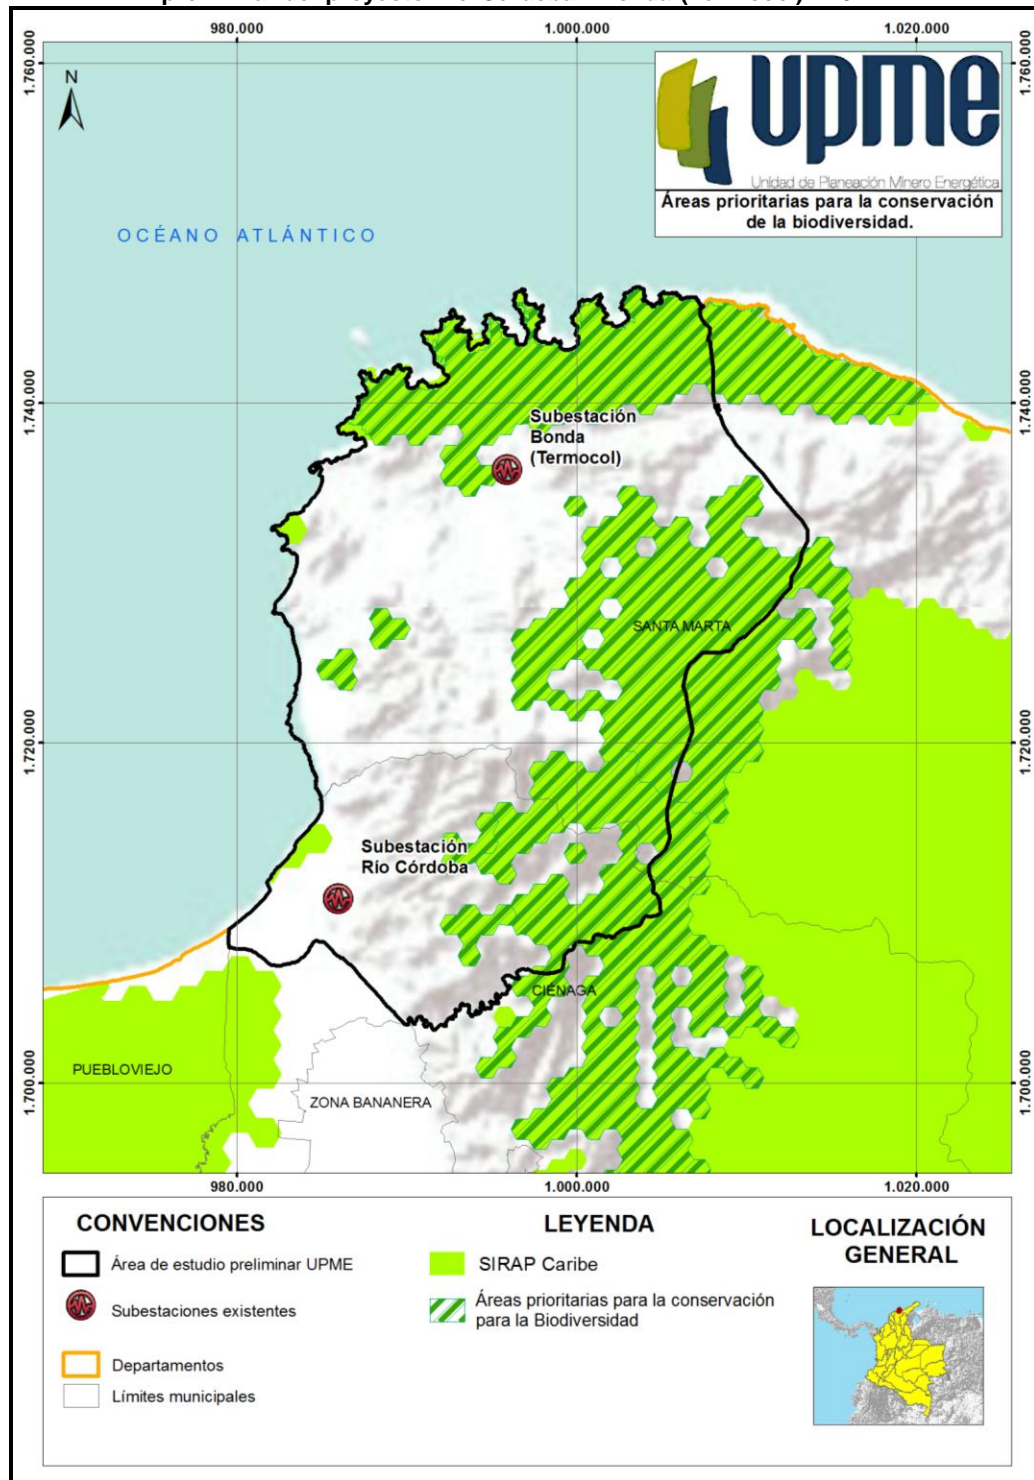 980.000
1.000.000
1.020.000
1.760.000
1.760.000
N
upme
Unidad de Planeación Minero Energética
Áreas prioritarias para la conservación
de la biodiversidad.
OCÉANO ATLÁNTICO
1.740.000
1.740.000
Subestación
Bonda
(Termocol)
SANTA MARTA
1.720.000
1.720.000
Subestación
Río Córdoba
CIÉNAGA
PUEBLOVIEJO
ZONA BANANERA
1.700.000
1.700.000
980.000
1.000.000
1.020.000
CONVENCIONES
Área de estudio preliminar UPME
Subestaciones existentes
Departamentos
Límites municipales
LEYENDA
SIRAP Caribe
Áreas prioritarias para la conservación
para la Biodiversidad
LOCALIZACIÓN
GENERAL